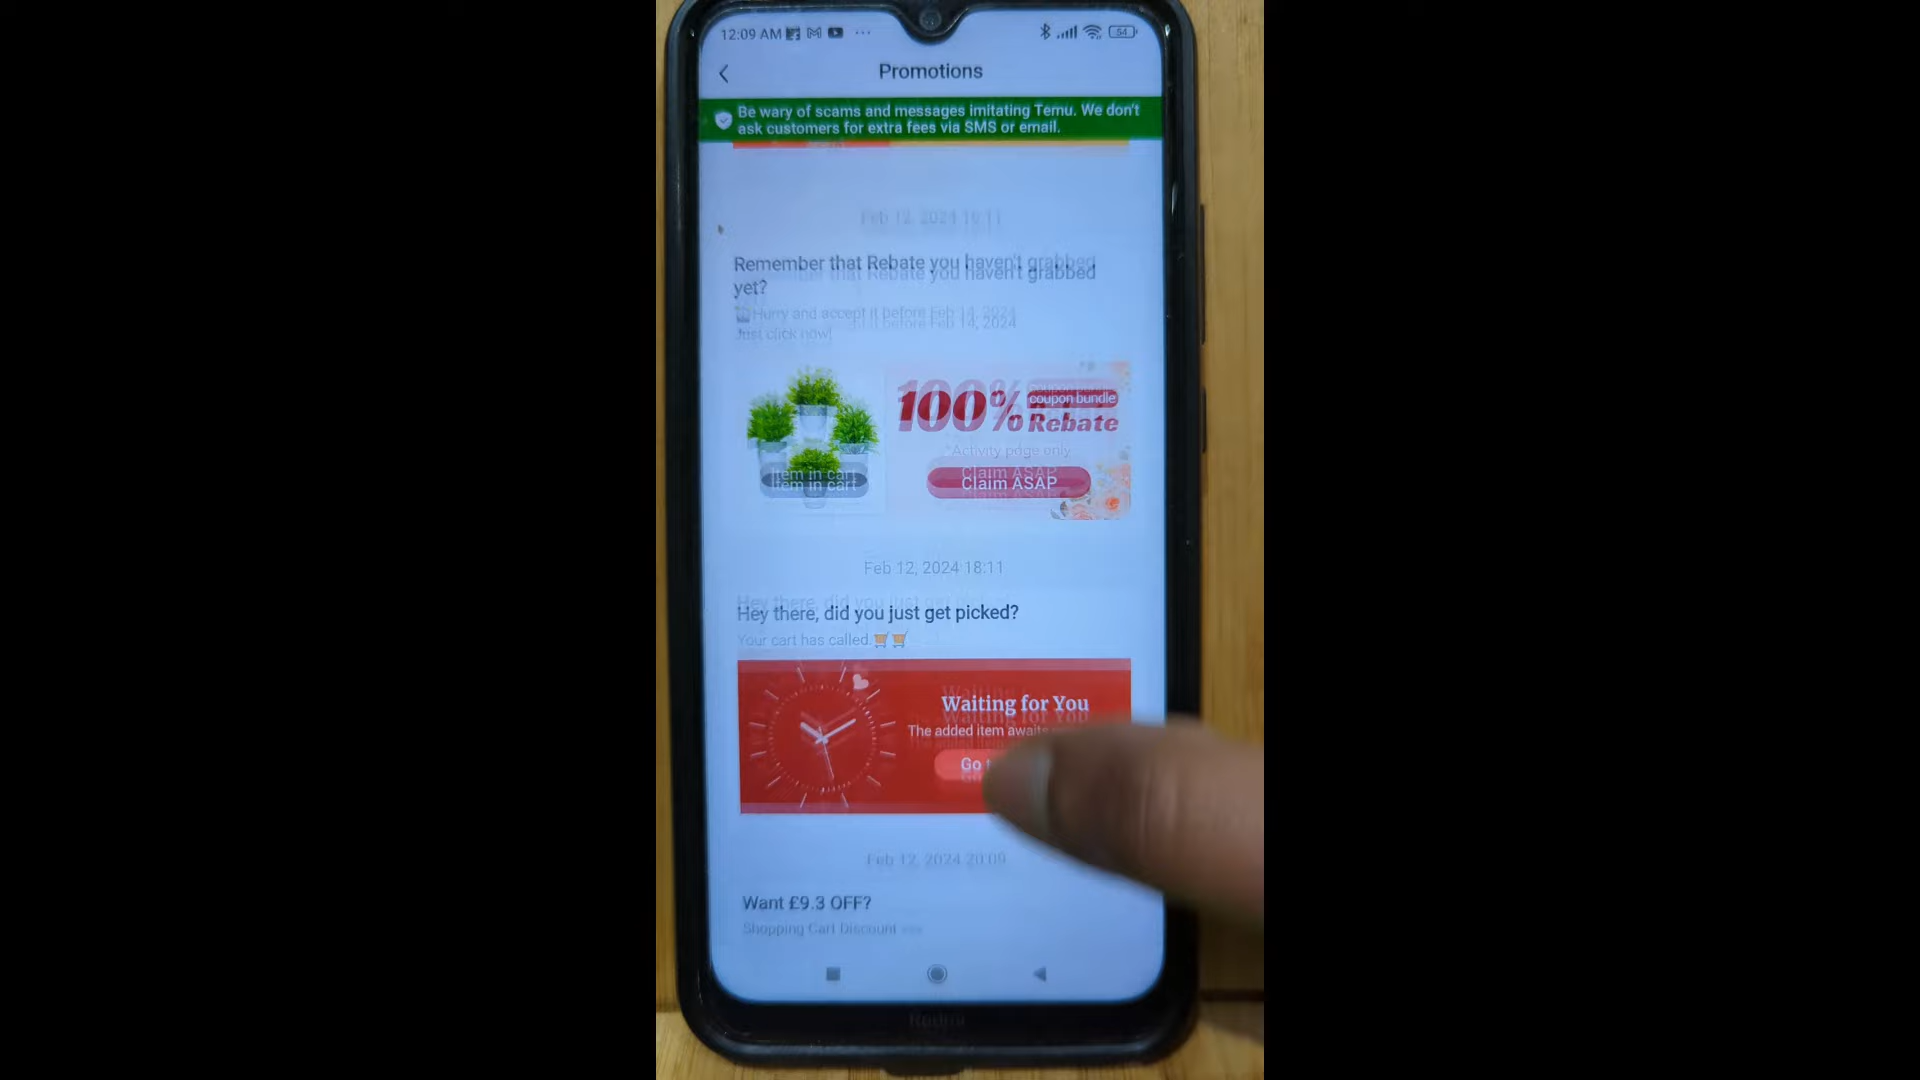 12:09 AM
54
Promotions
Be wary of scams and messages imitating Temu. We don't
ask customers for extra fees via SMS or email.
Feb 12, 2024 16:11
Remember that Rebate you haven't grabbed
yet?
Hurry and accept it before Feb 14, 2024
Just click now!
100%
coupon bundle
Rebate
Activity page only
Claim ASAP
Item in cart
Feb 12, 2024 18:11
Hey there, did you just get picked?
Your cart has called
Waiting for You
The added item awaits
Go
Feb 12, 2024 20:09
Want £9.3 OFF?
Shopping Cart Discount
Redmi